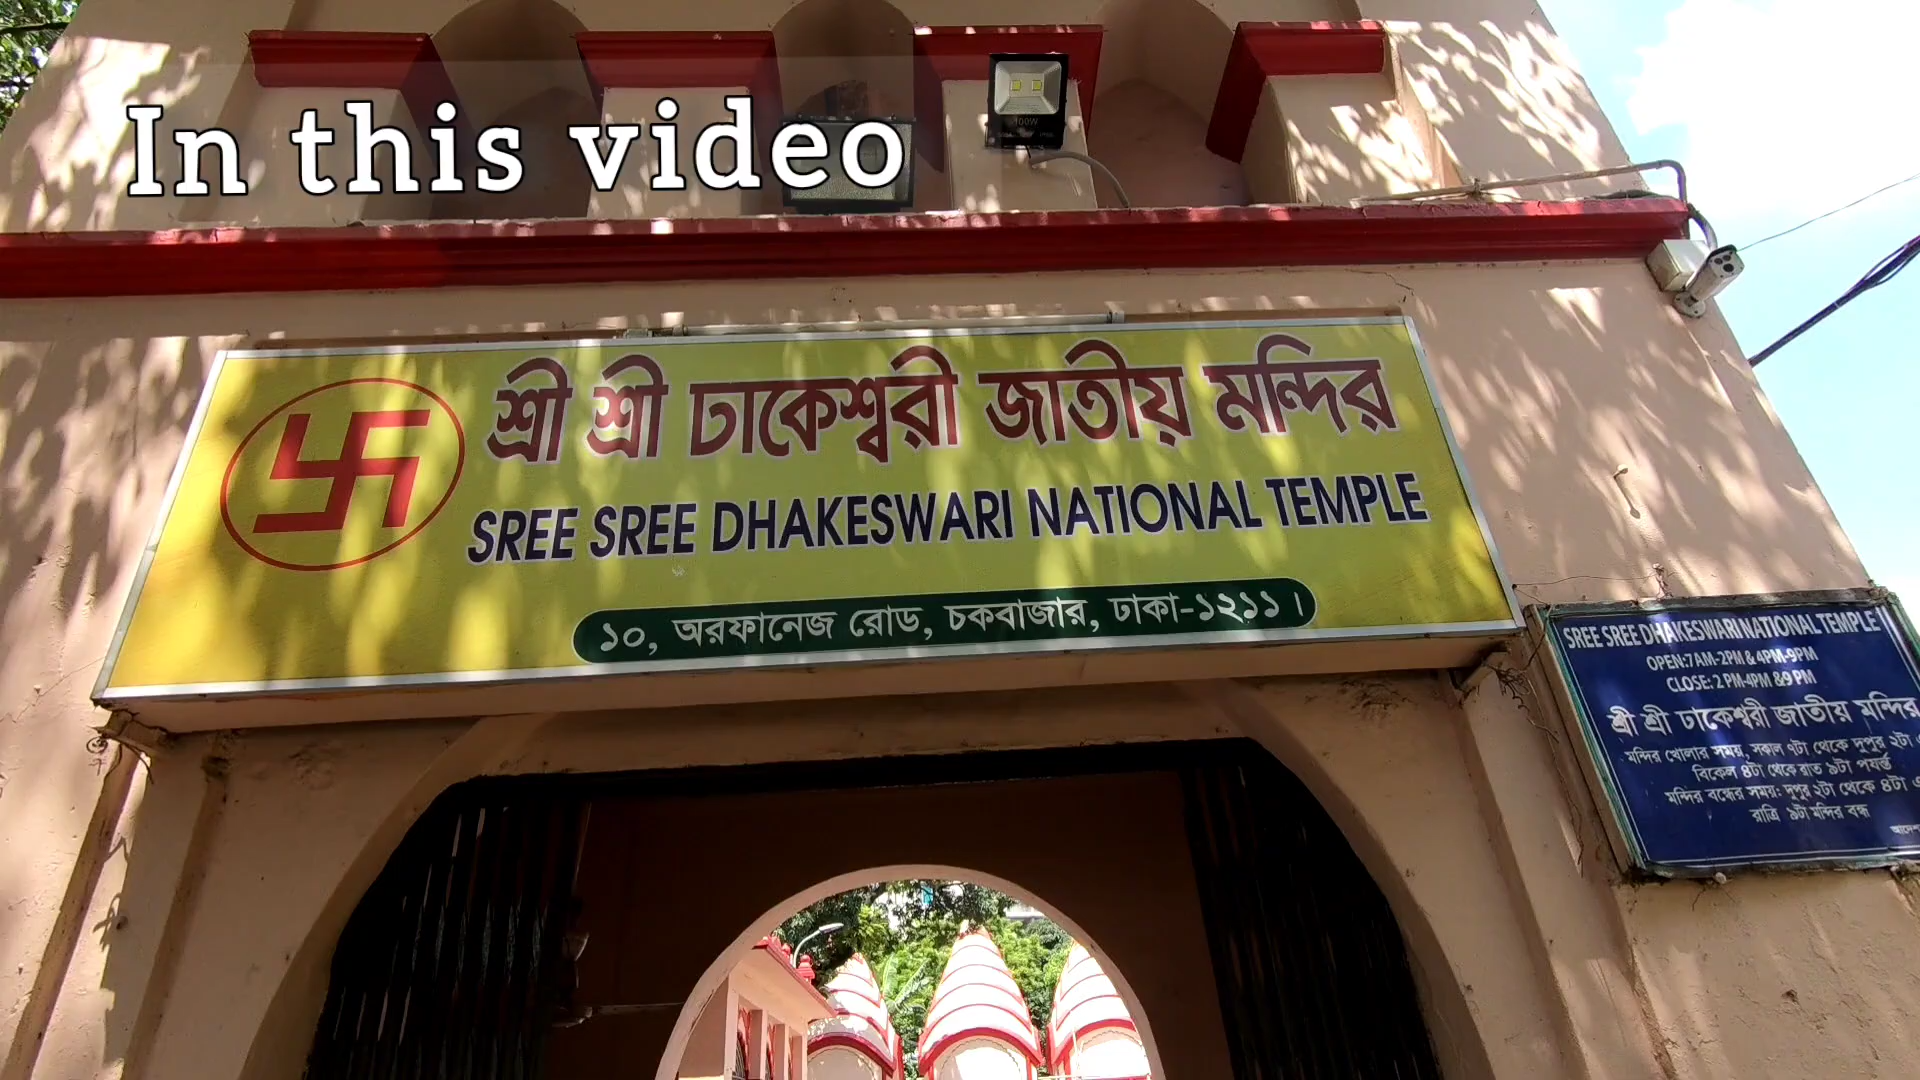 In this video
100W
শ্রী শ্রী ঢাকেশ্বরী জাতীয় মন্দির
SREE SREE DHAKESWARI NATIONAL TEMPLE
১০, অরফানেজ রোড, চকবাজার, ঢাকা-১২১১ ।
SREE SREE DHAKESWARI NATIONAL TEMPLE
OPEN:7AM-2PM & 4PM-9PM
CLOSE: 2 PM-4PM &9 PM
শ্রী শ্রী ঢাকেশ্বরী জাতীয় মন্দির
মন্দির খোলার সময়, সকাল ৭টা থেকে দুপুর ২টা
বিকেল ৪টা থেকে রাত ৯টা পর্যন্ত
মন্দির বন্ধের সময়: দুপুর ২টা থেকে ৪টা
রাত্রি ৯টা মন্দির বন্ধ